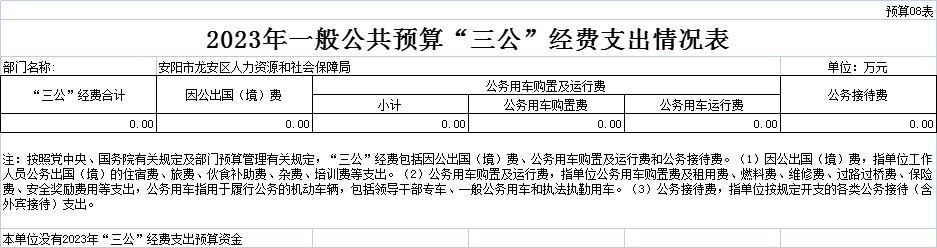 预算08表
2023年一般公共预算“三公”经费支出情况表
部门名称: 安阳市龙安区人力资源和社会保障局 单位：万元
“三公”经费合计 因公出国（境）费 公务用车购置及运行费 公务接待费
小计 公务用车购置费 公务用车运行费
0.00 0.00 0.00 0.00 0.00 0.00
注：按照党中央、国务院有关规定及部门预算管理有关规定，“三公”经费包括因公出国（境）费、公务用车购置及运行费和公务接待费。（1）因公出国（境）费，指单位工作
人员公务出国（境）的住宿费、旅费、伙食补助费、杂费、培训费等支出。（2）公务用车购置及运行费，指单位公务用车购置费及租用费、燃料费、维修费、过路过桥费、保险
费、安全奖励费用等支出，公务用车指用于履行公务的机动车辆，包括领导干部专车、一般公务用车和执法执勤用车。（3）公务接待费，指单位按规定开支的各类公务接待（含
外宾接待）支出。
本单位没有2023年“三公”经费支出预算资金